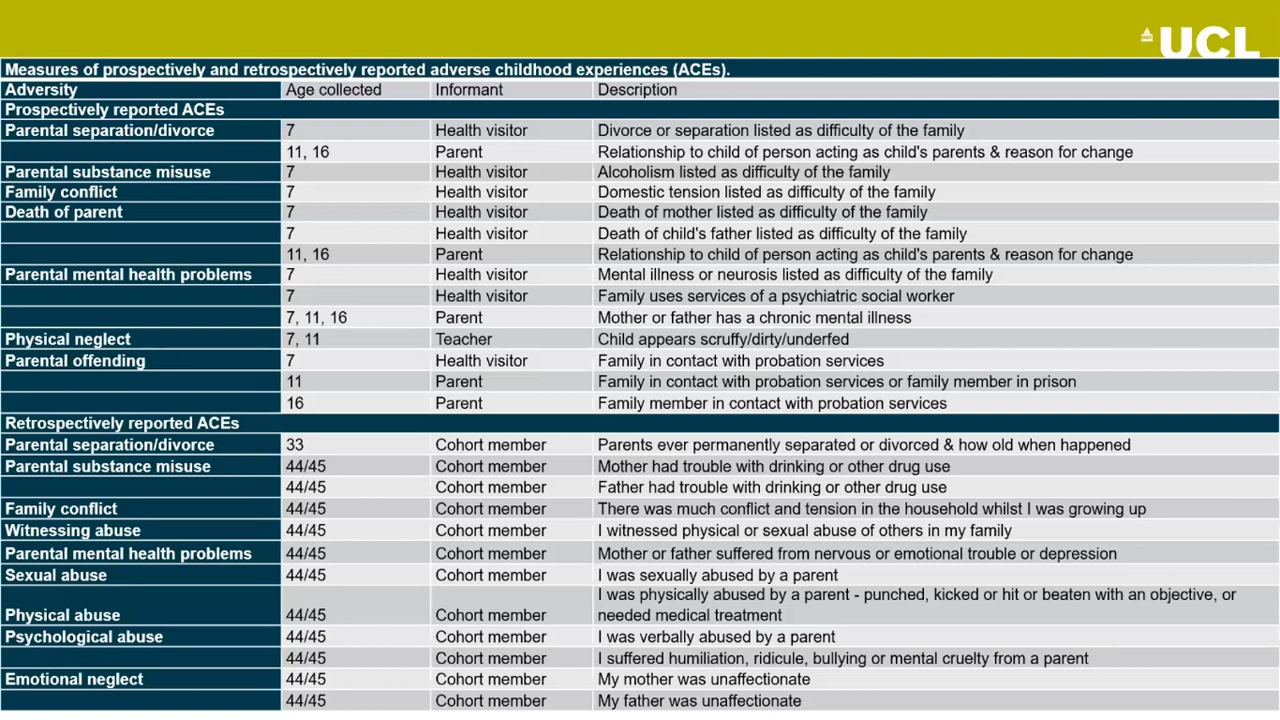 UCL
Measures of prospectively and retrospectively reported adverse childhood experiences (ACEs).
Adversity Age collected Informant Description
Prospectively reported ACEs
Parental separation/divorce 7 Health visitor Divorce or separation listed as difficulty of the family
11, 16 Parent Relationship to child of person acting as child's parents & reason for change
Parental substance misuse 7 Health visitor Alcoholism listed as difficulty of the family
Family conflict 7 Health visitor Domestic tension listed as difficulty of the family
Death of parent 7 Health visitor Death of mother listed as difficulty of the family
7 Health visitor Death of child's father listed as difficulty of the family
11, 16 Parent Relationship to child of person acting as child's parents & reason for change
Parental mental health problems 7 Health visitor Mental illness or neurosis listed as difficulty of the family
7 Health visitor Family uses services of a psychiatric social worker
7, 11, 16 Parent Mother or father has a chronic mental illness
Physical neglect 7, 11 Teacher Child appears scruffy/dirty/underfed
Parental offending 7 Health visitor Family in contact with probation services
11 Parent Family in contact with probation services or family member in prison
16 Parent Family member in contact with probation services
Retrospectively reported ACEs
Parental separation/divorce 33 Cohort member Parents ever permanently separated or divorced & how old when happened
Parental substance misuse 44/45 Cohort member Mother had trouble with drinking or other drug use
44/45 Cohort member Father had trouble with drinking or other drug use
Family conflict 44/45 Cohort member There was much conflict and tension in the household whilst I was growing up
Witnessing abuse 44/45 Cohort member I witnessed physical or sexual abuse of others in my family
Parental mental health problems 44/45 Cohort member Mother or father suffered from nervous or emotional trouble or depression
Sexual abuse 44/45 Cohort member I was sexually abused by a parent
I was physically abused by a parent - punched, kicked or hit or beaten with an objective, or
Physical abuse 44/45 Cohort member needed medical treatment
Psychological abuse 44/45 Cohort member I was verbally abused by a parent
44/45 Cohort member I suffered humiliation, ridicule, bullying or mental cruelty from a parent
Emotional neglect 44/45 Cohort member My mother was unaffectionate
44/45 Cohort member My father was unaffectionate